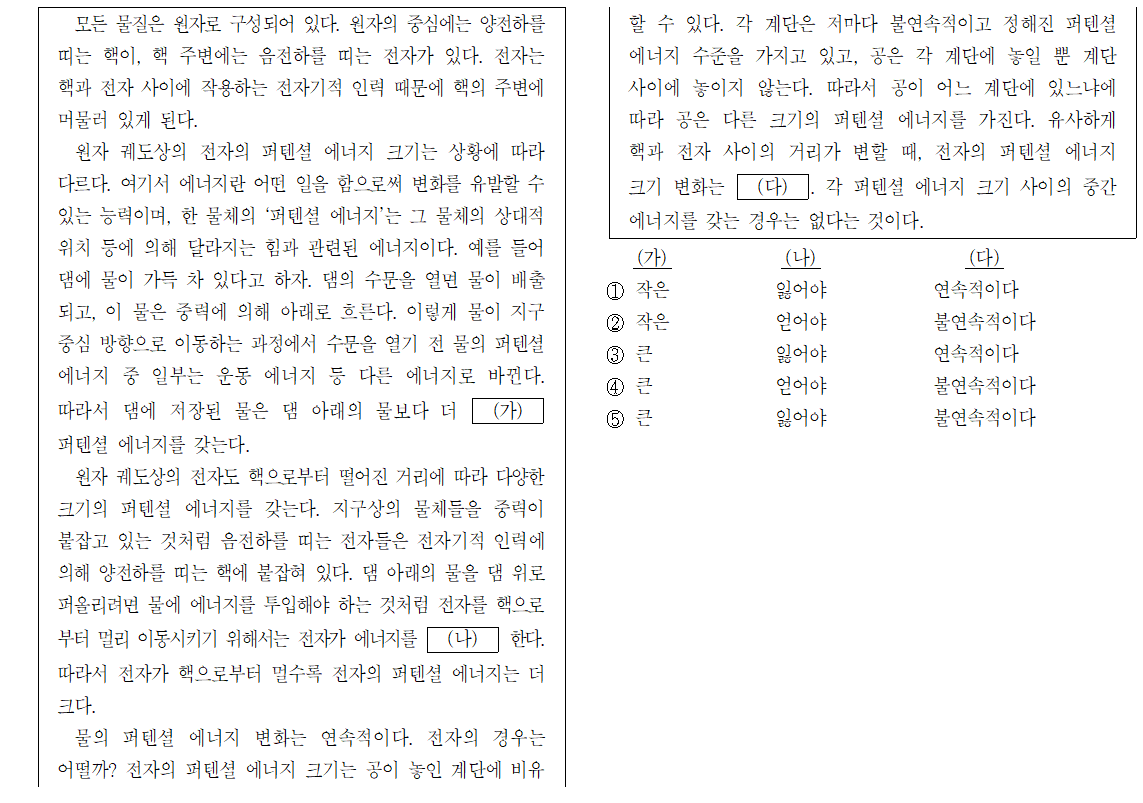 모든 물질은 원자로 구성되어 있다. 원자의 중심에는 양전하를
띠는 핵이, 핵 주변에는 음전하를 띠는 전자가 있다. 전자는
핵과 전자 사이에 작용하는 전자기적 인력 때문에 핵의 주변에
머물러 있게 된다.
원자 궤도상의 전자의 퍼텐셜 에너지 크기는 상황에 따라
다르다. 여기서 에너지란 어떤 일을 함으로써 변화를 유발할 수
있는 능력이며, 한 물체의 ‘퍼텐셜 에너지’는 그 물체의 상대적
위치 등에 의해 달라지는 힘과 관련된 에너지이다. 예를 들어
댐에 물이 가득 차 있다고 하자. 댐의 수문을 열면 물이 배출
되고, 이 물은 중력에 의해 아래로 흐른다. 이렇게 물이 지구
중심 방향으로 이동하는 과정에서 수문을 열기 전 물의 퍼텐셜
에너지 중 일부는 운동 에너지 등 다른 에너지로 바뀐다.
따라서 댐에 저장된 물은 댐 아래의 물보다 더 (가)
퍼텐셜 에너지를 갖는다.
원자 궤도상의 전자도 핵으로부터 떨어진 거리에 따라 다양한
크기의 퍼텐셜 에너지를 갖는다. 지구상의 물체들을 중력이
붙잡고 있는 것처럼 음전하를 띠는 전자들은 전자기적 인력에
의해 양전하를 띠는 핵에 붙잡혀 있다. 댐 아래의 물을 댐 위로
퍼올리려면 물에 에너지를 투입해야 하는 것처럼 전자를 핵으로
부터 멀리 이동시키기 위해서는 전자가 에너지를 (나) 한다.
따라서 전자가 핵으로부터 멀수록 전자의 퍼텐셜 에너지는 더
크다.
물의 퍼텐셜 에너지 변화는 연속적이다. 전자의 경우는
어떨까? 전자의 퍼텐셜 에너지 크기는 공이 놓인 계단에 비유
할 수 있다. 각 계단은 저마다 불연속적이고 정해진 퍼텐셜
에너지 수준을 가지고 있고, 공은 각 계단에 놓일 뿐 계단
사이에 놓이지 않는다. 따라서 공이 어느 계단에 있느냐에
따라 공은 다른 크기의 퍼텐셜 에너지를 가진다. 유사하게
핵과 전자 사이의 거리가 변할 때, 전자의 퍼텐셜 에너지
크기 변화는 (다) . 각 퍼텐셜 에너지 크기 사이의 중간
에너지를 갖는 경우는 없다는 것이다.
(가) (나) (다)
① 작은 잃어야 연속적이다
② 작은 얻어야 불연속적이다
③ 큰 잃어야 연속적이다
④ 큰 얻어야 불연속적이다
⑤ 큰 잃어야 불연속적이다